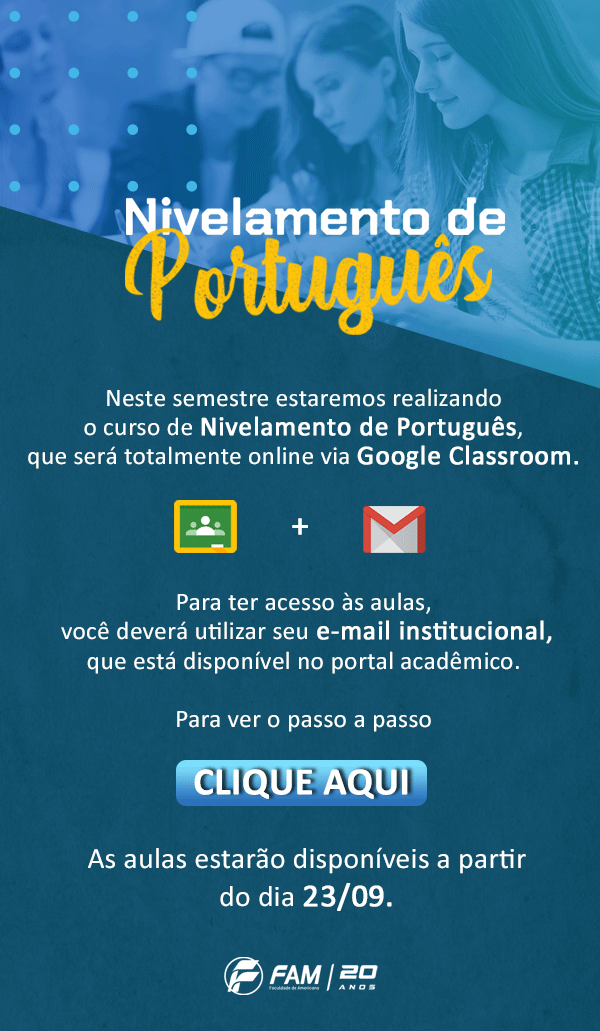 Nivelamento de
Português
Neste semestre estaremos realizando
o curso de Nivelamento de Português,
que será totalmente online via Google Classroom.
+
Para ter acesso às aulas,
você deverá utilizar seu e-mail institucional,
que está disponível no portal acadêmico.
Para ver o passo a passo
CLIQUE AQUI
As aulas estarão disponíveis a partir
do dia 23/09.
FAM | 20
Faculdade de Americana ANOS